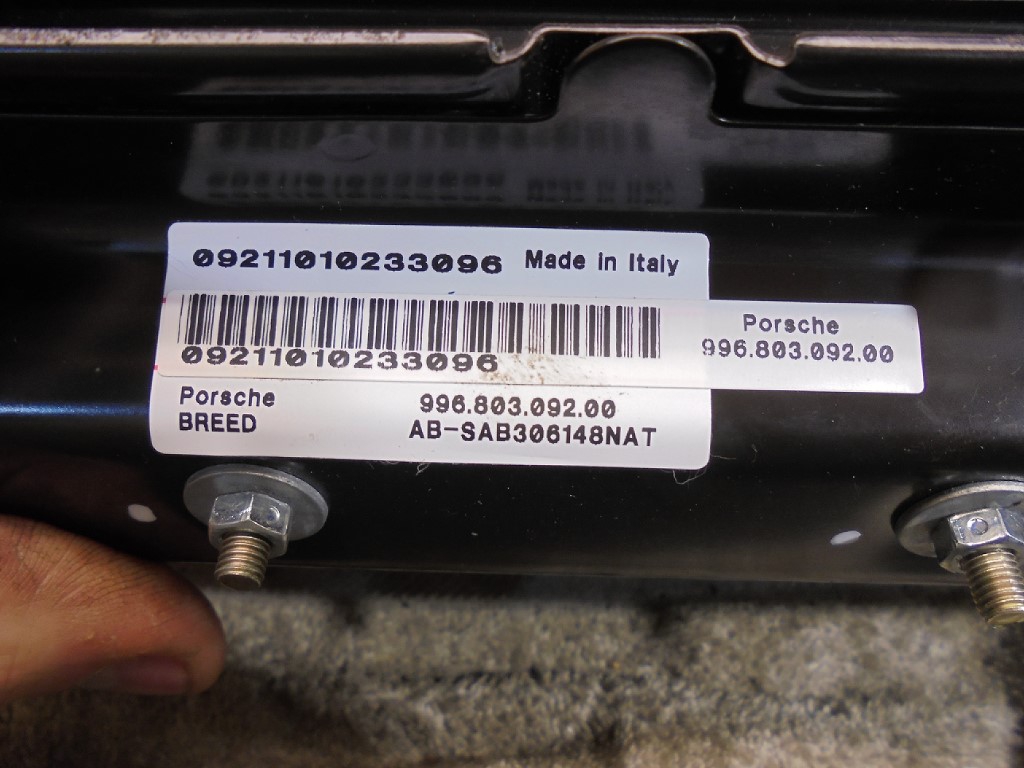 09211010233096 Made in Italy
09211010233096
Porsche
996.803.092.00
Porsche 996.803.092.00
BREED AB-SAB306148NAT